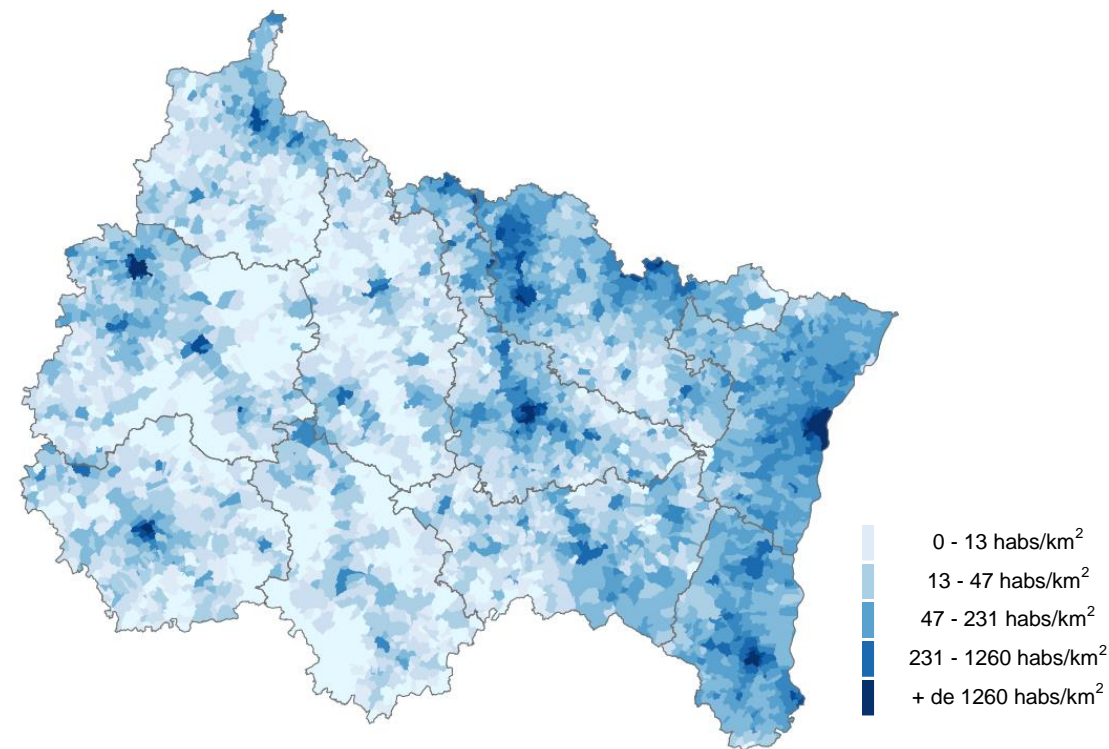 0 - 13 habs/km²
13 - 47 habs/km²
47 - 231 habs/km²
231 - 1260 habs/km²
+ de 1260 habs/km²